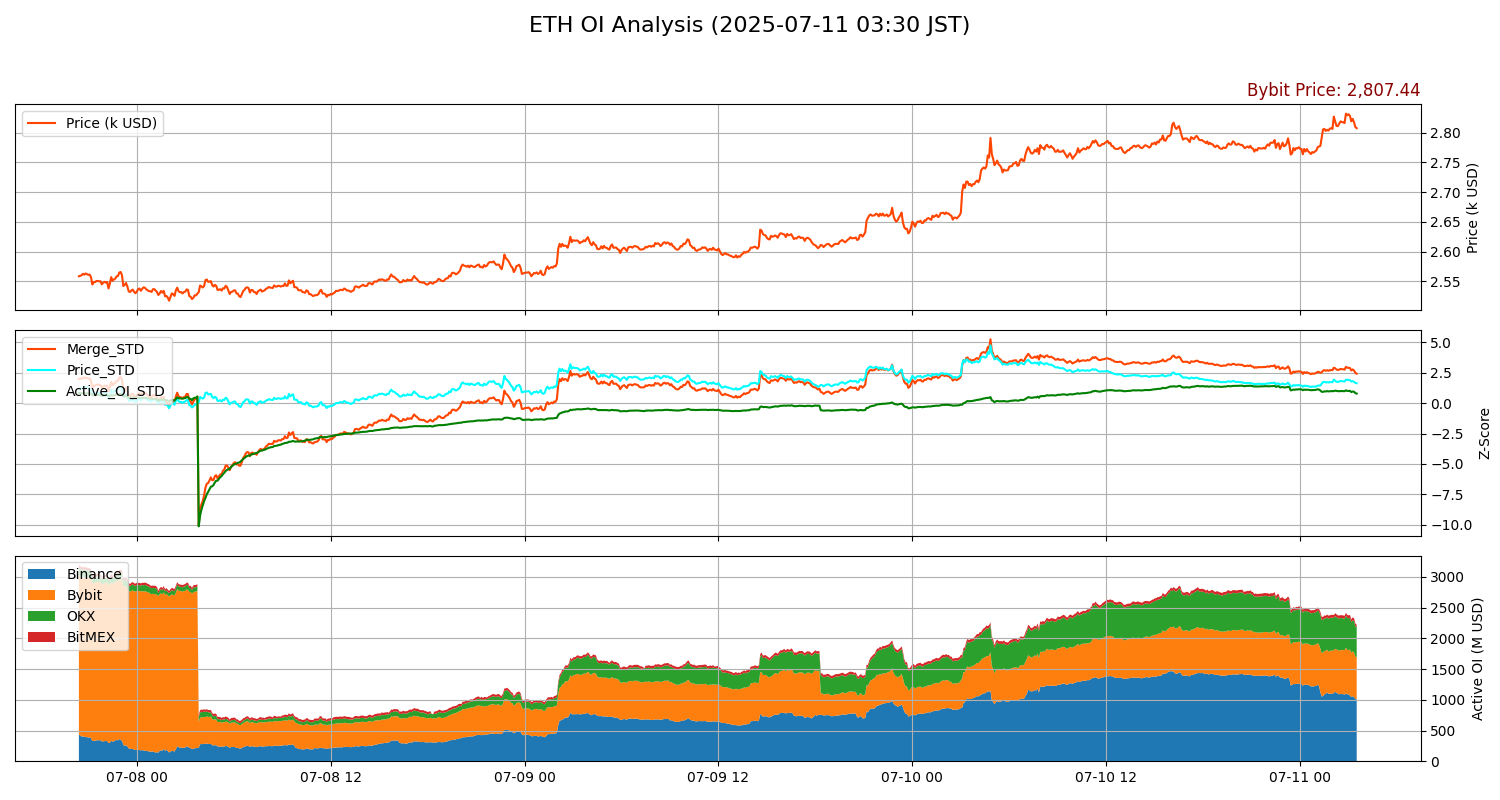 ETH OI Analysis (2025-07-11 03:30 JST)
Bybit Price: 2,807.44
Price (k USD)
2.80
2.75
2.70
2.65
2.60
2.55
Price (k USD)
Merge_STD
Price_STD
Active_OI_STD
5.0
2.5
0.0
−2.5
−5.0
−7.5
−10.0
Z-Score
Binance
Bybit
OKX
BitMEX
3000
2500
2000
1500
1000
500
0
Active OI (M USD)
07-08 00
07-08 12
07-09 00
07-09 12
07-10 00
07-10 12
07-11 00